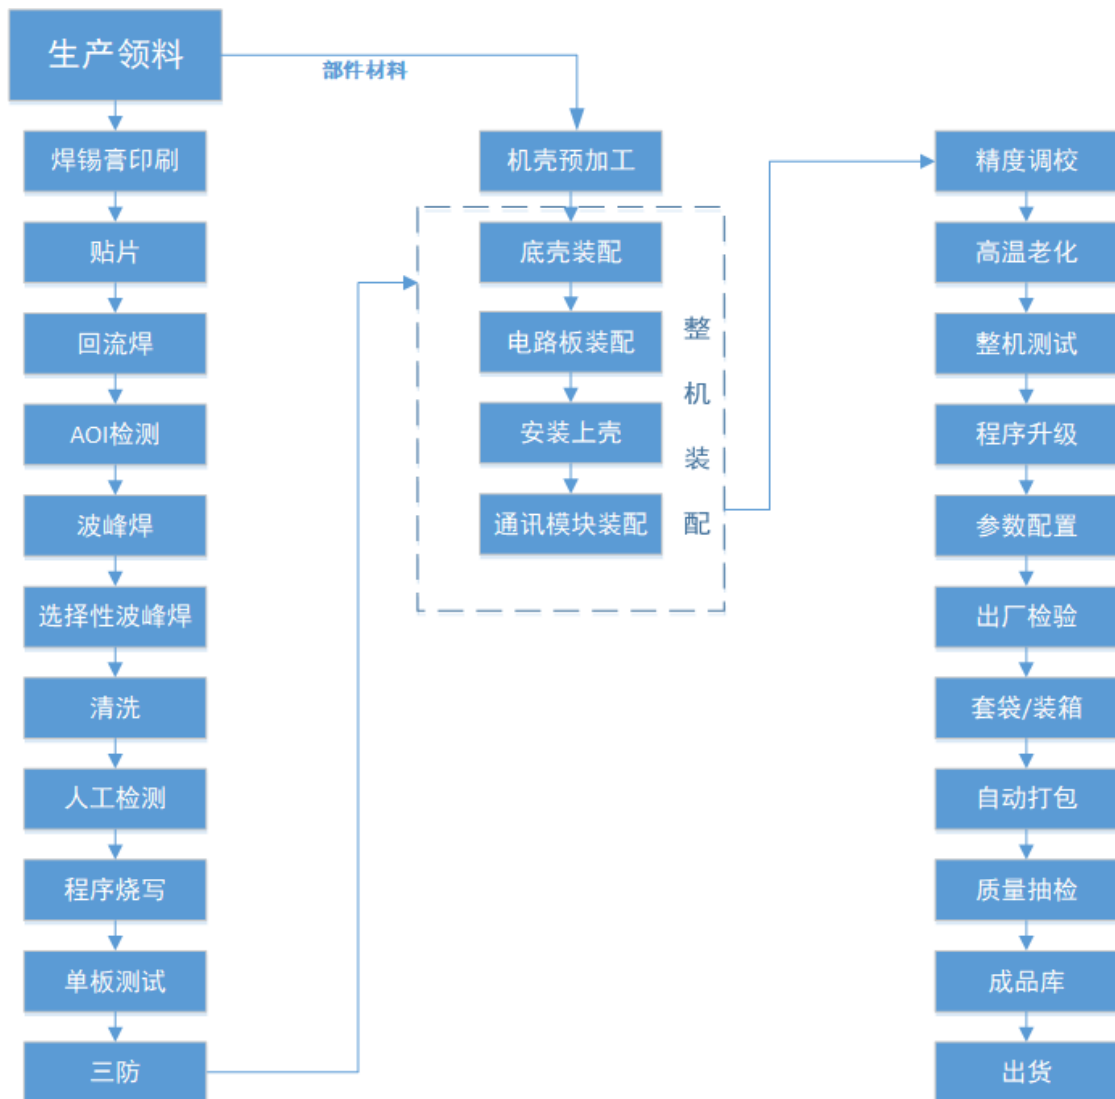 生产领料
部件材料
焊锡膏印刷
贴片
回流焊
AOI检测
波峰焊
选择性波峰焊
清洗
人工检测
程序烧写
单板测试
三防
机壳预加工
底壳装配
电路板装配
安装上壳
通讯模块装配
整
机
装
配
精度调校
高温老化
整机测试
程序升级
参数配置
出厂检验
套袋/装箱
自动打包
质量抽检
成品库
出货